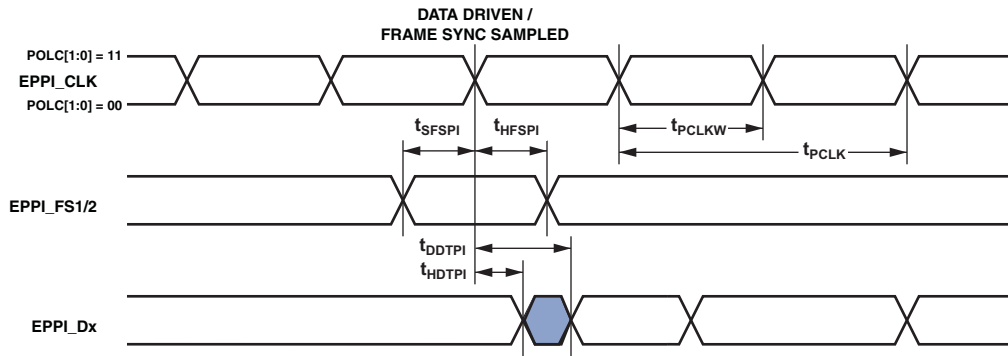 DATA DRIVEN /
FRAME SYNC SAMPLED
POLC[1:0] = 11
EPPI_CLK
POLC[1:0] = 00
tSFSPI
tHFSPI
tPCLKW
tPCLK
EPPI_FS1/2
tDDTPI
tHDTPI
EPPI_Dx